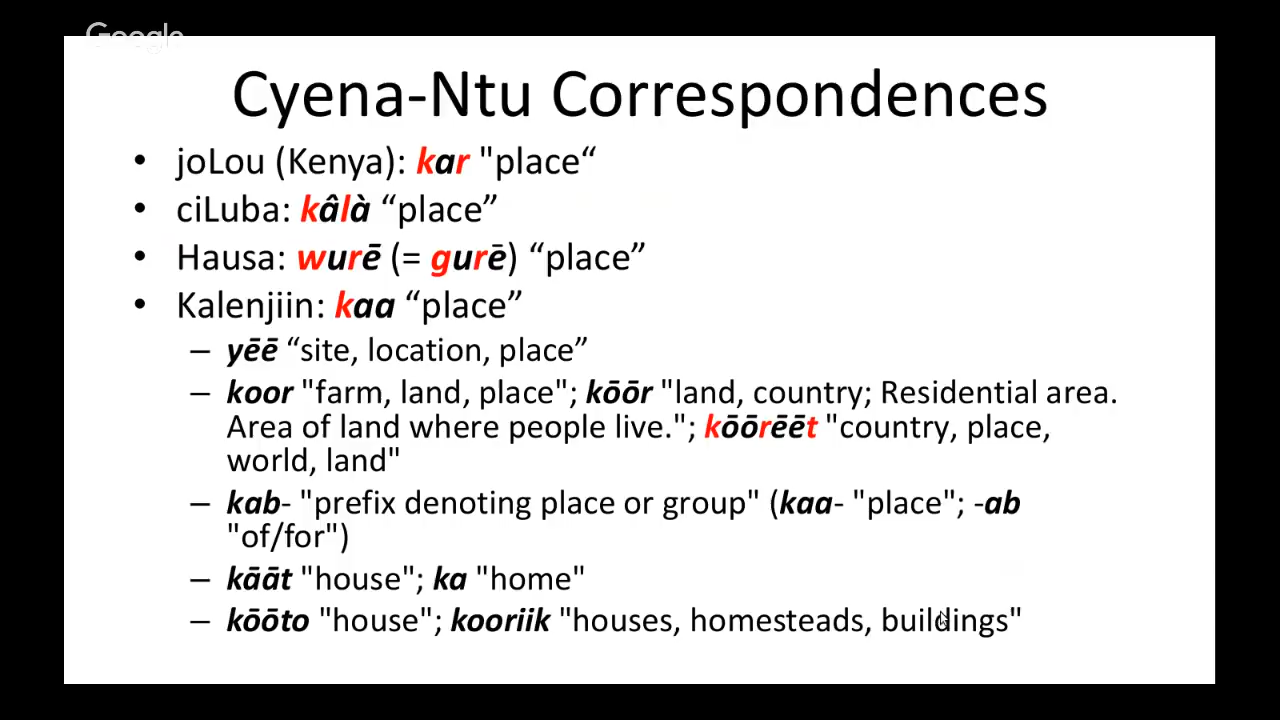 Google
Cyena-Ntu Correspondences
• joLou (Kenya): kar "place“
• ciLuba: kâlà “place”
• Hausa: wurē (= gurē) “place”
• Kalenjiin: kaa “place”
– yēē “site, location, place”
– koor "farm, land, place"; kōōr "land, country; Residential area.
Area of land where people live."; kōōrēēt "country, place,
world, land"
– kab- "prefix denoting place or group" (kaa- "place"; -ab
"of/for")
– kāāt "house"; ka "home"
– kōōto "house"; kooriik "houses, homesteads, buildings"